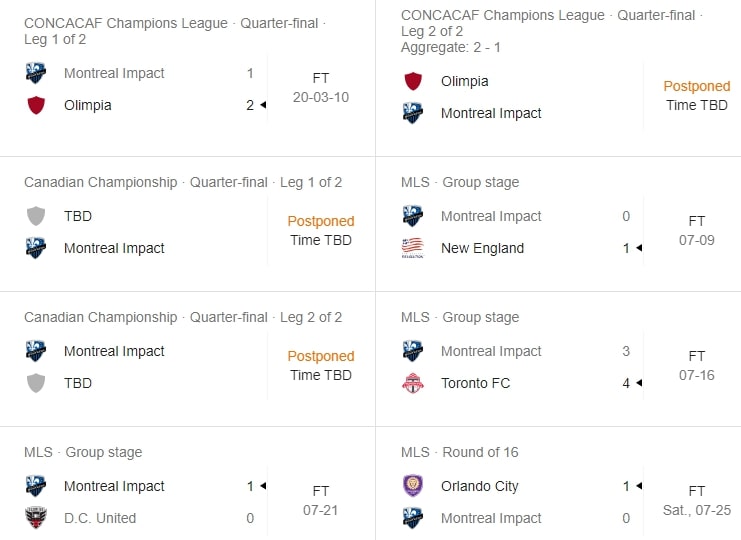 CONCACAF Champions League · Quarter-final ·
Leg 1 of 2
Montreal Impact 1
Olimpia 2
FT
20-03-10
CONCACAF Champions League · Quarter-final ·
Leg 2 of 2
Aggregate: 2 - 1
Olimpia
Montreal Impact
Postponed
Time TBD
Canadian Championship · Quarter-final · Leg 1 of 2
TBD
Montreal Impact
Postponed
Time TBD
MLS · Group stage
Montreal Impact 0
New England 1
FT
07-09
Canadian Championship · Quarter-final · Leg 2 of 2
Montreal Impact
TBD
Postponed
Time TBD
MLS · Group stage
Montreal Impact 3
Toronto FC 4
FT
07-16
MLS · Group stage
Montreal Impact 1
D.C. United 0
FT
07-21
MLS · Round of 16
Orlando City 1
Montreal Impact 0
FT
Sat., 07-25